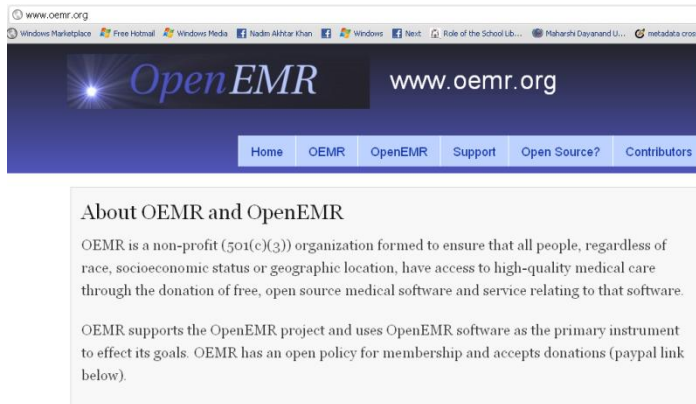 www.oemr.org
Windows Marketplace Free Hotmail Windows Media Nadim Akhtar Khan Windows Next Role of the School Lib... Maharshi Dayanand U... metadata cros
OpenEMR www.oemr.org
Home OEMR OpenEMR Support Open Source? Contributors
About OEMR and OpenEMR
OEMR is a non-profit (501(c)(3)) organization formed to ensure that all people, regardless of
race, socioeconomic status or geographic location, have access to high-quality medical care
through the donation of free, open source medical software and service relating to that software.
OEMR supports the OpenEMR project and uses OpenEMR software as the primary instrument
to effect its goals. OEMR has an open policy for membership and accepts donations (paypal link
below).